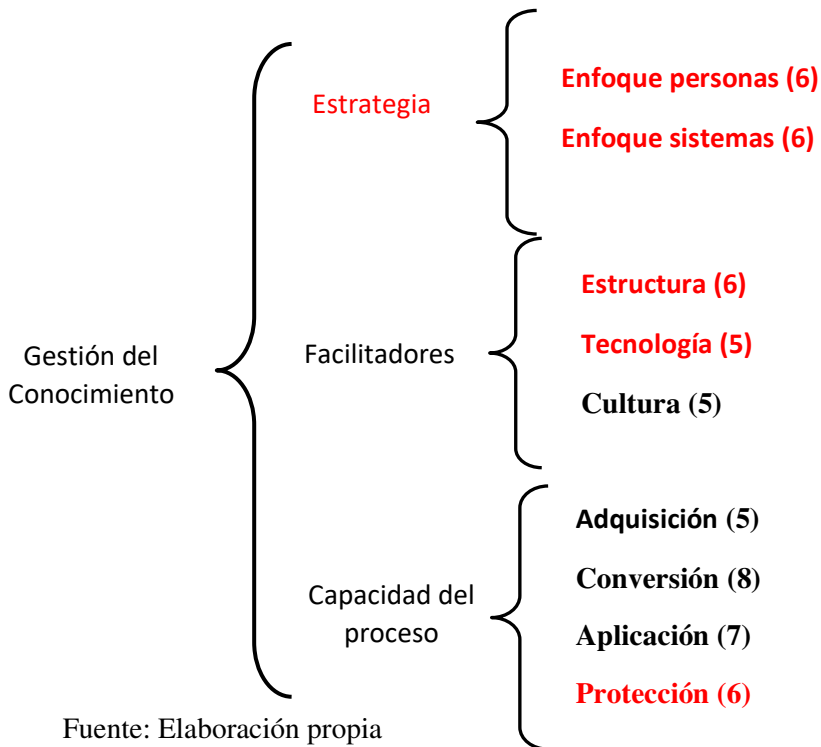 Gestión del
Conocimiento
Estrategia
Enfoque personas (6)
Enfoque sistemas (6)
Facilitadores
Estructura (6)
Tecnología (5)
Cultura (5)
Capacidad del
proceso
Adquisición (5)
Conversión (8)
Aplicación (7)
Protección (6)
Fuente: Elaboración propia